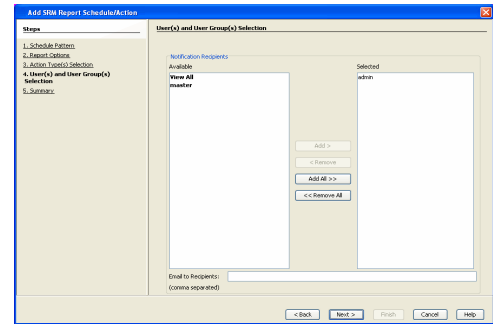 Add SRM Report Schedule/Action
Steps
1. Schedule Pattern
2. Report Options
3. Action Type(s) Selection
4. User(s) and User Group(s)
Selection
5. Summary
User(s) and User Group(s) Selection
Notification Recipients
Available
View All
master
Selected
admin
Add >
< Remove
Add All >>
<< Remove All
Email to Recipients:
(comma separated)
< Back
Next >
Finish
Cancel
Help